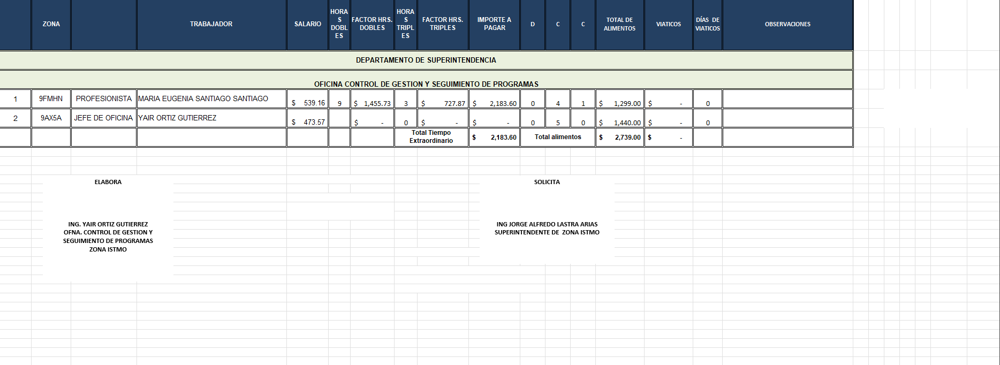 ZONA TRABAJADOR SALARIO HORAS DOBLES FACTOR HRS. DOBLES HORAS TRIPLES FACTOR HRS. TRIPLES IMPORTE A PAGAR D C C TOTAL DE ALIMENTOS VIATICOS DÍAS DE VIATICOS OBSERVACIONES
DEPARTAMENTO DE SUPERINTENDENCIA
OFICINA CONTROL DE GESTION Y SEGUIMIENTO DE PROGRAMAS
1 9FMHN PROFESIONISTA MARIA EUGENIA SANTIAGO SANTIAGO $ 539.16 9 $ 1,455.73 3 $ 727.87 $ 2,183.60 0 4 1 $ 1,299.00 $ - 0
2 9AX5A JEFE DE OFICINA YAIR ORTIZ GUTIERREZ $ 473.57 $ - 0 $ - $ - 0 5 0 $ 1,440.00 $ - 0
Total Tiempo Extraordinario $ 2,183.60 Total alimentos $ 2,739.00 $ -
ELABORA
ING. YAIR ORTIZ GUTIERREZ
OFNA. CONTROL DE GESTION Y
SEGUIMIENTO DE PROGRAMAS
ZONA ISTMO
SOLICITA
ING JORGE ALFREDO LASTRA ARIAS
SUPERINTENDENTE DE ZONA ISTMO